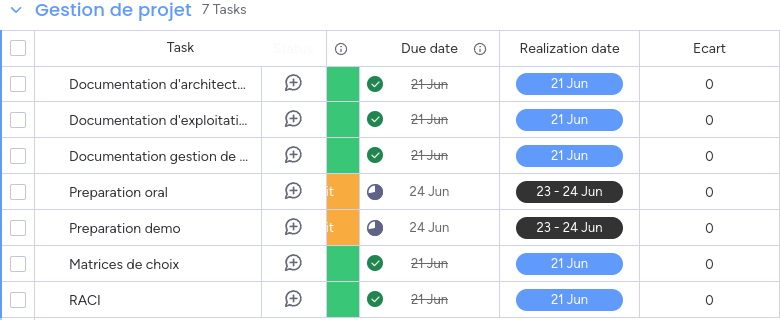 Gestion de projet 7 Tasks
Task Status Due date Realization date Ecart
Documentation d'architect... 21 Jun 21 Jun 0
Documentation d'exploitati... 21 Jun 21 Jun 0
Documentation gestion de ... 21 Jun 21 Jun 0
Preparation oral it 24 Jun 23 - 24 Jun 0
Preparation demo it 24 Jun 23 - 24 Jun 0
Matrices de choix 21 Jun 21 Jun 0
RACI 21 Jun 21 Jun 0